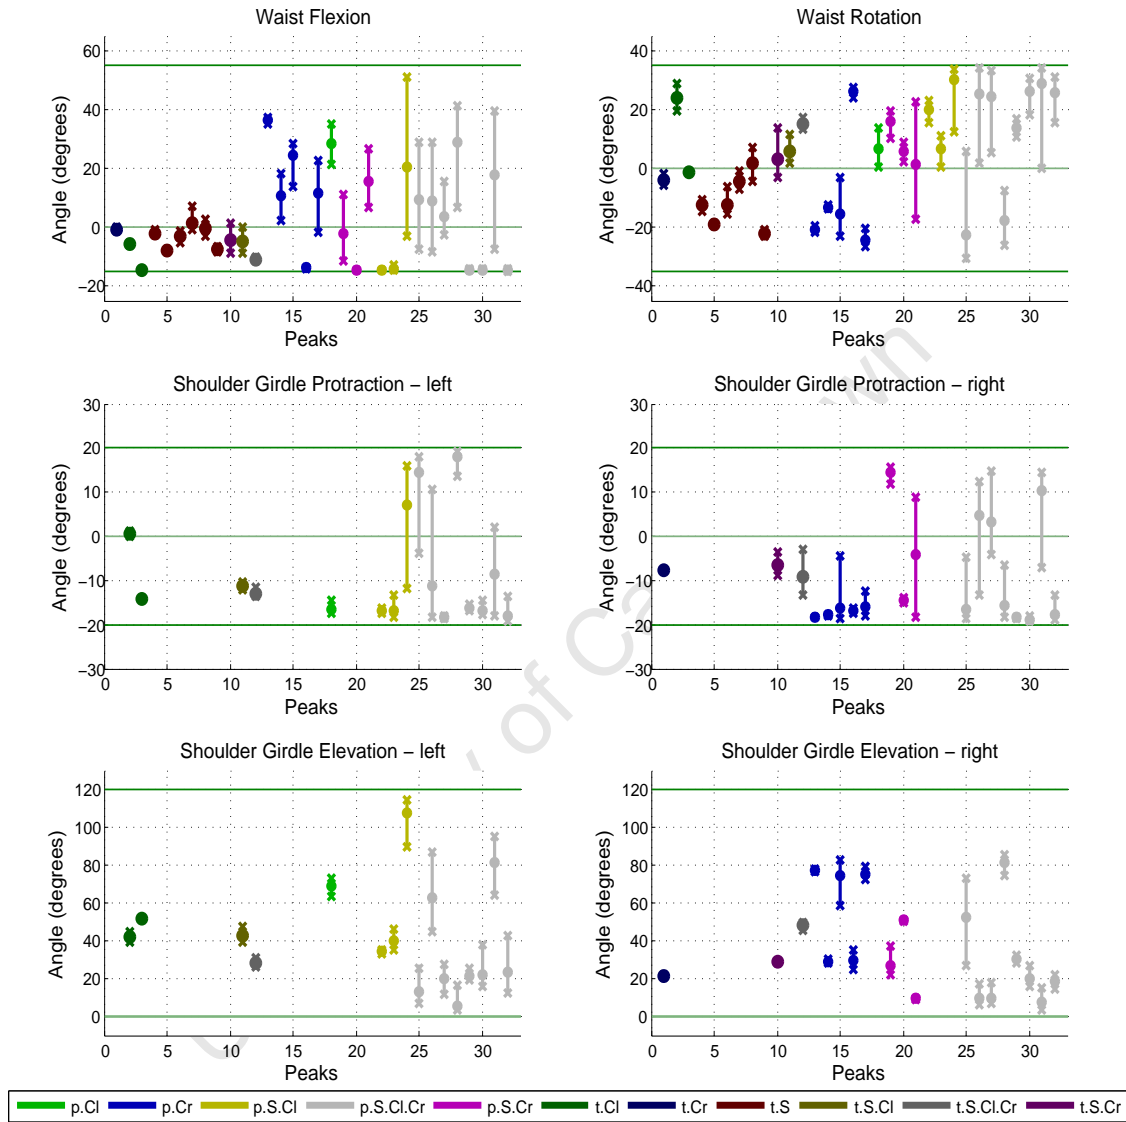 Waist Flexion
60
40
20
0
−20
Angle (degrees)
0 5 10 15 20 25 30
Peaks
Waist Rotation
40
20
0
−20
−40
Angle (degrees)
0 5 10 15 20 25 30
Peaks
Shoulder Girdle Protraction − left
30
20
10
0
−10
−20
−30
Angle (degrees)
0 5 10 15 20 25 30
Peaks
Shoulder Girdle Protraction − right
30
20
10
0
−10
−20
−30
Angle (degrees)
0 5 10 15 20 25 30
Peaks
Shoulder Girdle Elevation − left
120
100
80
60
40
20
0
Angle (degrees)
0 5 10 15 20 25 30
Peaks
Shoulder Girdle Elevation − right
120
100
80
60
40
20
0
Angle (degrees)
0 5 10 15 20 25 30
Peaks
p.Cl p.Cr p.S.Cl p.S.Cl.Cr p.S.Cr t.Cl t.Cr t.S t.S.Cl t.S.Cl.Cr t.S.Cr